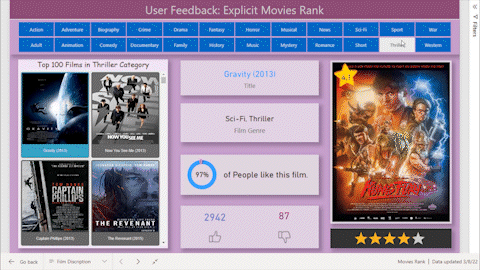 User Feedback: Explicit Movies Rank
Filters
Action Adventure Biography Crime Drama Fantasy Horror Musical News Sci-Fi Sport War
Adult Animation Comedy Documentary Family History Music Mystery Romance Short Thriller Western
Top 100 Films in Thriller Category
GRAVITY
Gravity (2013)
NOW YOU SEE ME
Now You See Me (2013)
CAPTAIN
PHILLIPS
Captain Phillips (2013)
THE REVENANT
The Revenant (2015)
Gravity (2013)
Title
Sci-Fi, Thriller
Film Genre
97%
of People like this film.
2942
87
KUNG FURY
Go back
Film Discription
Movies Rank
Data updated 3/8/22